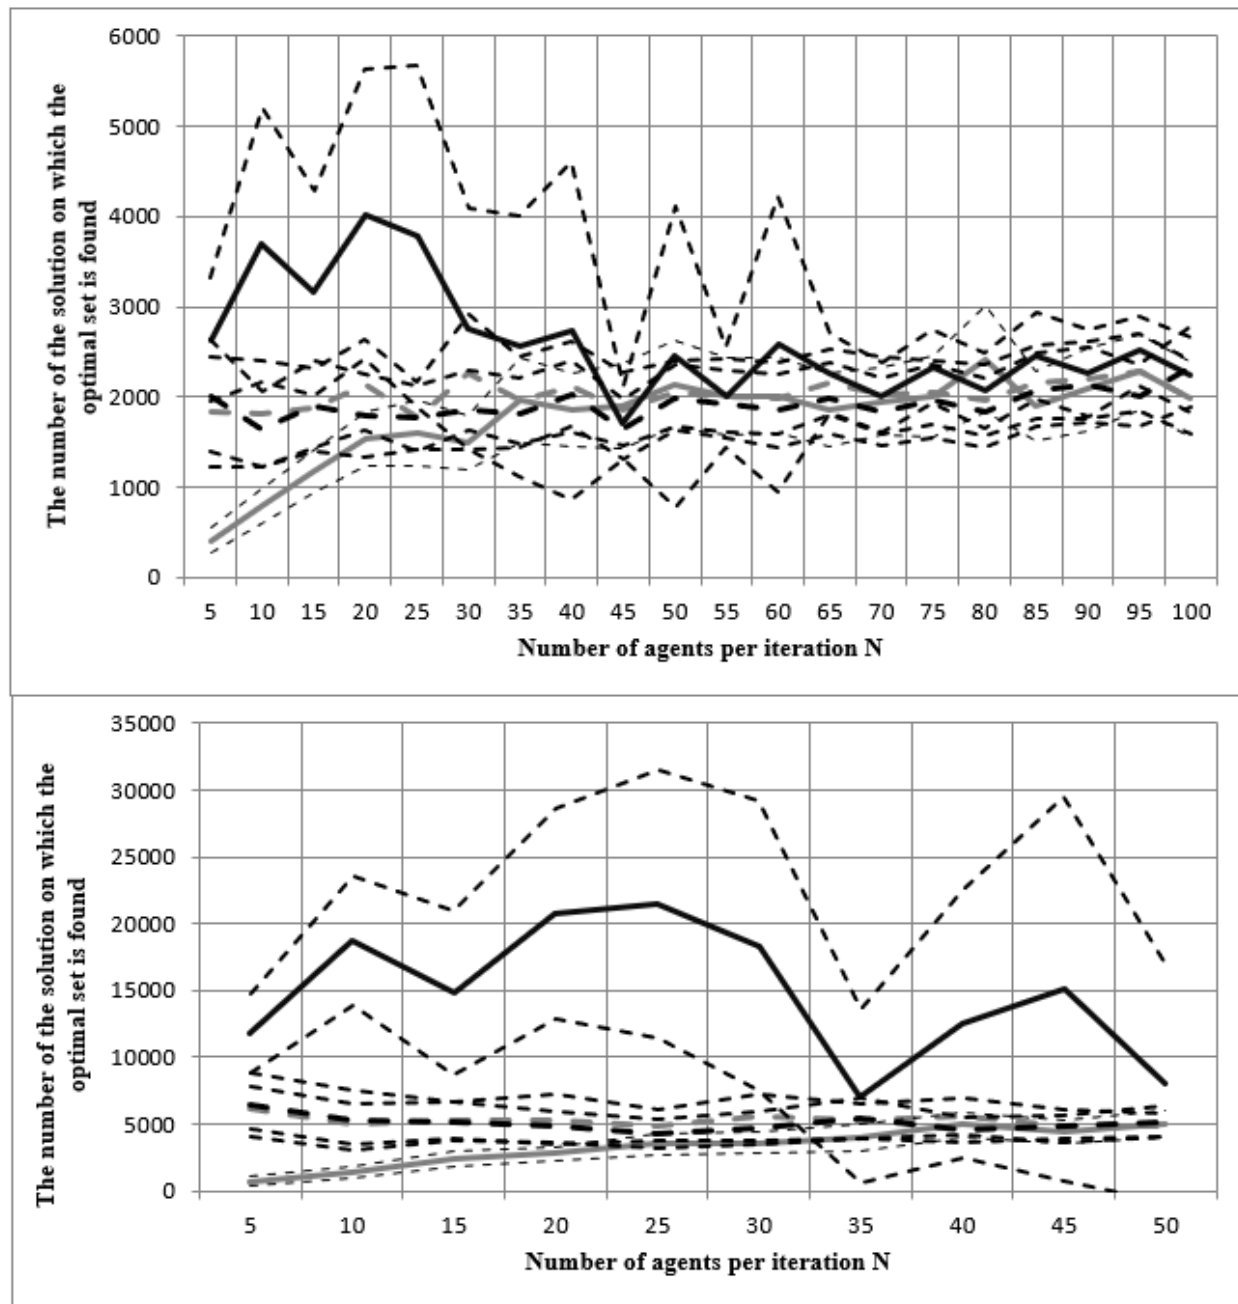 The number of the solution on which the
optimal set is found
6000
5000
4000
3000
2000
1000
0
5 10 15 20 25 30 35 40 45 50 55 60 65 70 75 80 85 90 95 100
Number of agents per iteration N
The number of the solution on which the
optimal set is found
35000
30000
25000
20000
15000
10000
5000
0
5 10 15 20 25 30 35 40 45 50
Number of agents per iteration N